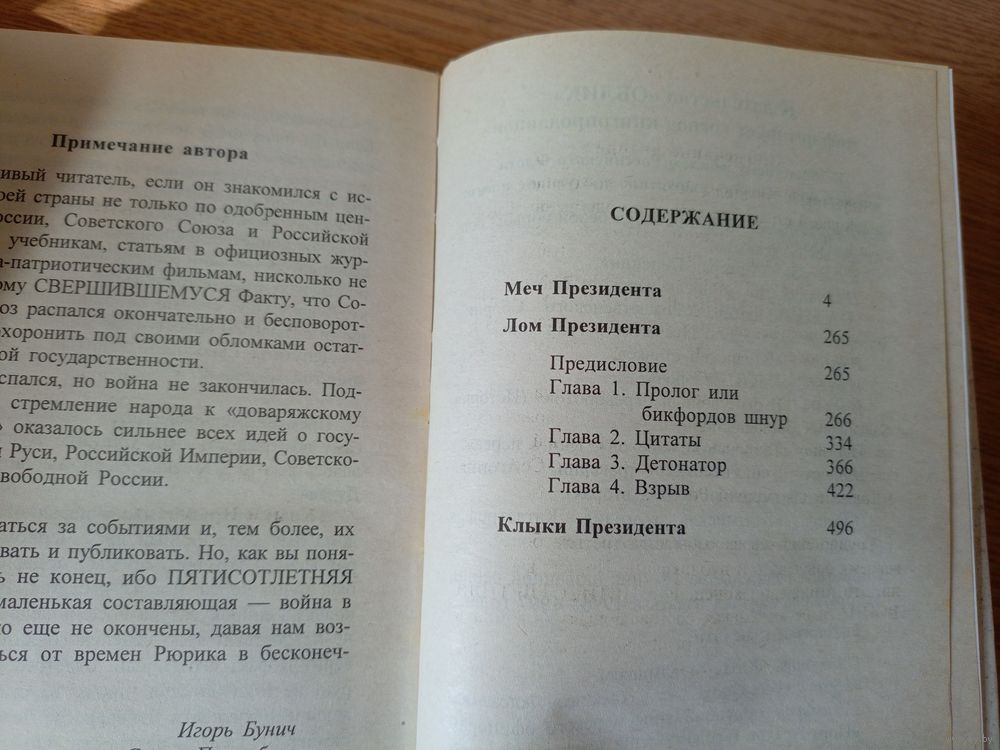 Примечание автора
ивый читатель, если он знакомился с ис-
оей страны не только по одобренным цен-
оссии, Советского Союза и Российской
учебникам, статьям в официозных жур-
а-патриотическим фильмам, нисколько не
ому СВЕРШИВШЕМУСЯ Факту, что Со-
оз распался окончательно и бесповорот-
охоронить под своими обломками остат-
ой государственности.
спался, но война не закончилась. Под-
стремление народа к «доваряжскому
» оказалось сильнее всех идей о госу-
и Руси, Российской Империи, Советско-
вободной России.
аться за событиями и, тем более, их
вать и публиковать. Но, как вы поня-
ь не конец, ибо ПЯТИСОТЛЕТНЯЯ
маленькая составляющая — война в
о еще не окончены, давая нам воз-
ься от времен Рюрика в бесконеч-
Игорь Бунич
СОДЕРЖАНИЕ
Меч Президента 4
Лом Президента 265
Предисловие 265
Глава 1. Пролог или
бикфордов шнур 266
Глава 2. Цитаты 334
Глава 3. Детонатор 366
Глава 4. Взрыв 422
Клыки Президента 496